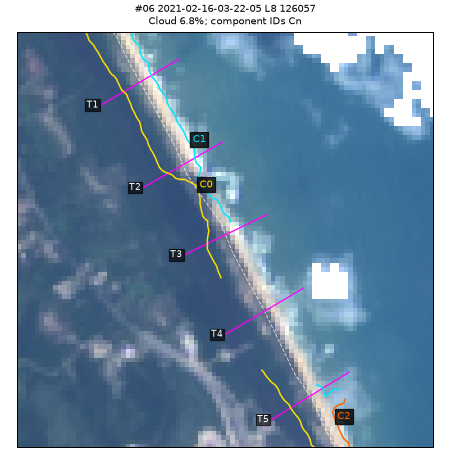 #06 2021-02-16-03-22-05 L8 126057
Cloud 6.8%; component IDs Cn
T1
C1
T2
C0
T3
T4
T5
C2